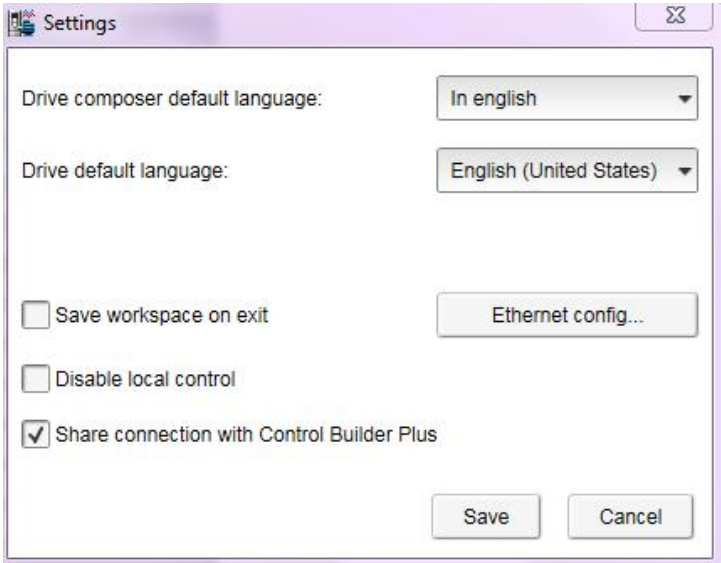 Settings
Drive composer default language: In english
Drive default language: English (United States)
Save workspace on exit Ethernet config...
Disable local control
Share connection with Control Builder Plus
Save Cancel